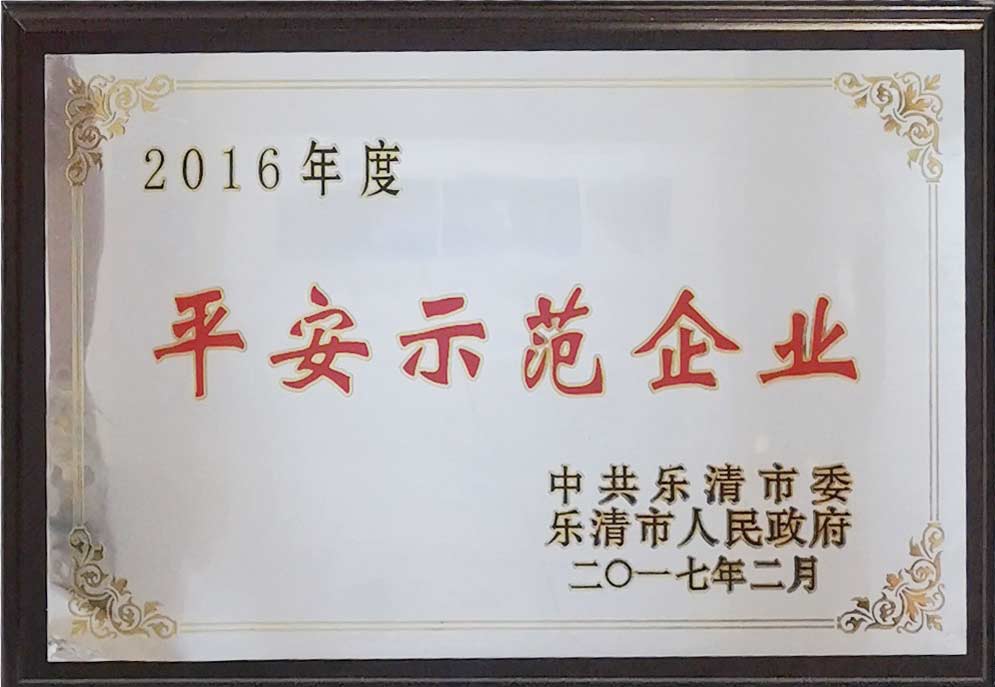 2016年度
平安示范企业
中共乐清市委
乐清市人民政府
二〇一七年二月